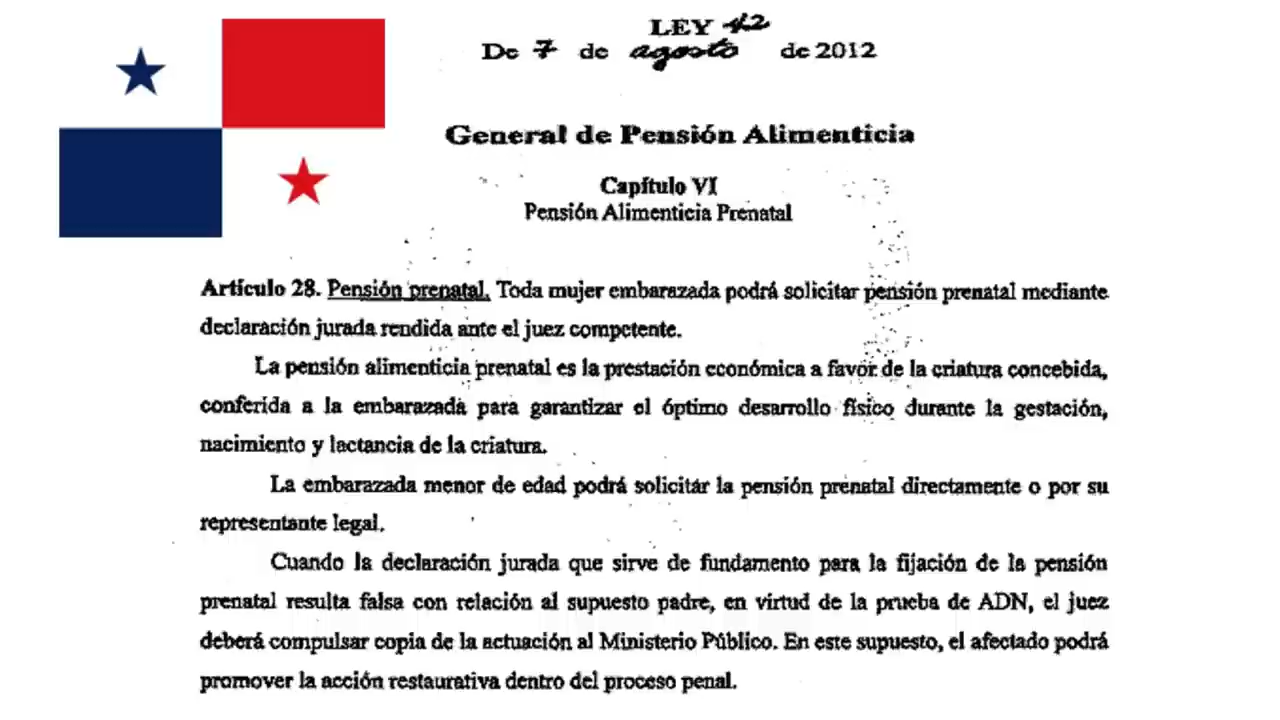 LEY 42
De 7 de agosto de 2012
General de Pensión Alimenticia
Capítulo VI
Pensión Alimenticia Prenatal
Artículo 28. Pensión prenatal. Toda mujer embarazada podrá solicitar pensión prenatal mediante
declaración jurada rendida ante el juez competente.
La pensión alimenticia prenatal es la prestación económica a favor de la criatura concebida,
conferida a la embarazada para garantizar el óptimo desarrollo físico durante la gestación,
nacimiento y lactancia de la criatura.
La embarazada menor de edad podrá solicitar la pensión prenatal directamente o por su
representante legal.
Cuando la declaración jurada que sirve de fundamento para la fijación de la pensión
prenatal resulta falsa con relación al supuesto padre, en virtud de la prueba de ADN, el juez
deberá compulsar copia de la actuación al Ministerio Público. En este supuesto, el afectado podrá
promover la acción restaurativa dentro del proceso penal.